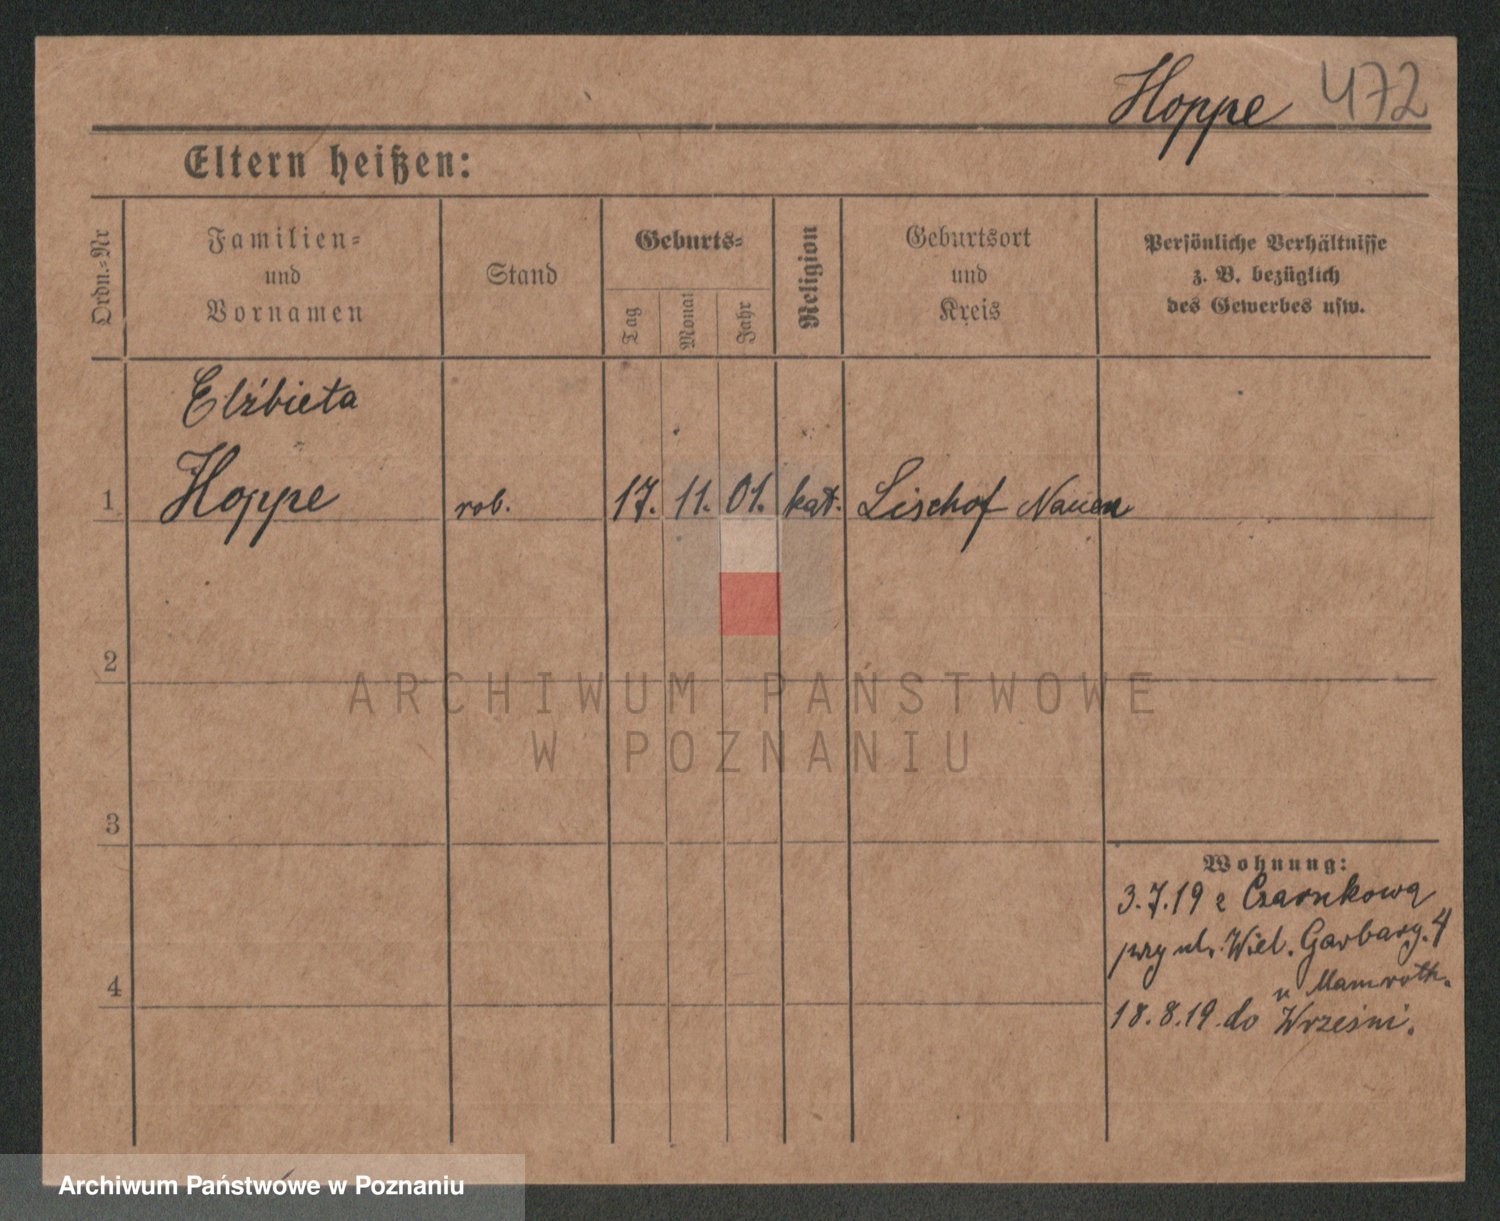 Hoppe 472
Eltern heißen:
Ordn.-Nr
Familien-
und
Vornamen
Stand
Geburts-
Tag
Monat
Jahr
Religion
Geburtsort
und
Kreis
Persönliche Verhältnisse
z. B. bezüglich
des Gewerbes usw.
Elżbieta
1 Hoppe rob. 17. 11. 01. kat. Lischof Nauen
2
ARCHIWUM PAŃSTWOWE
W POZNANIU
3
Wohnung:
3.7.19 z Czarnkowa
przy ul. Wiel. Garbary. 4
u Mamroth.
4
18.8.19 do Wrześni.
Archiwum Państwowe w Poznaniu